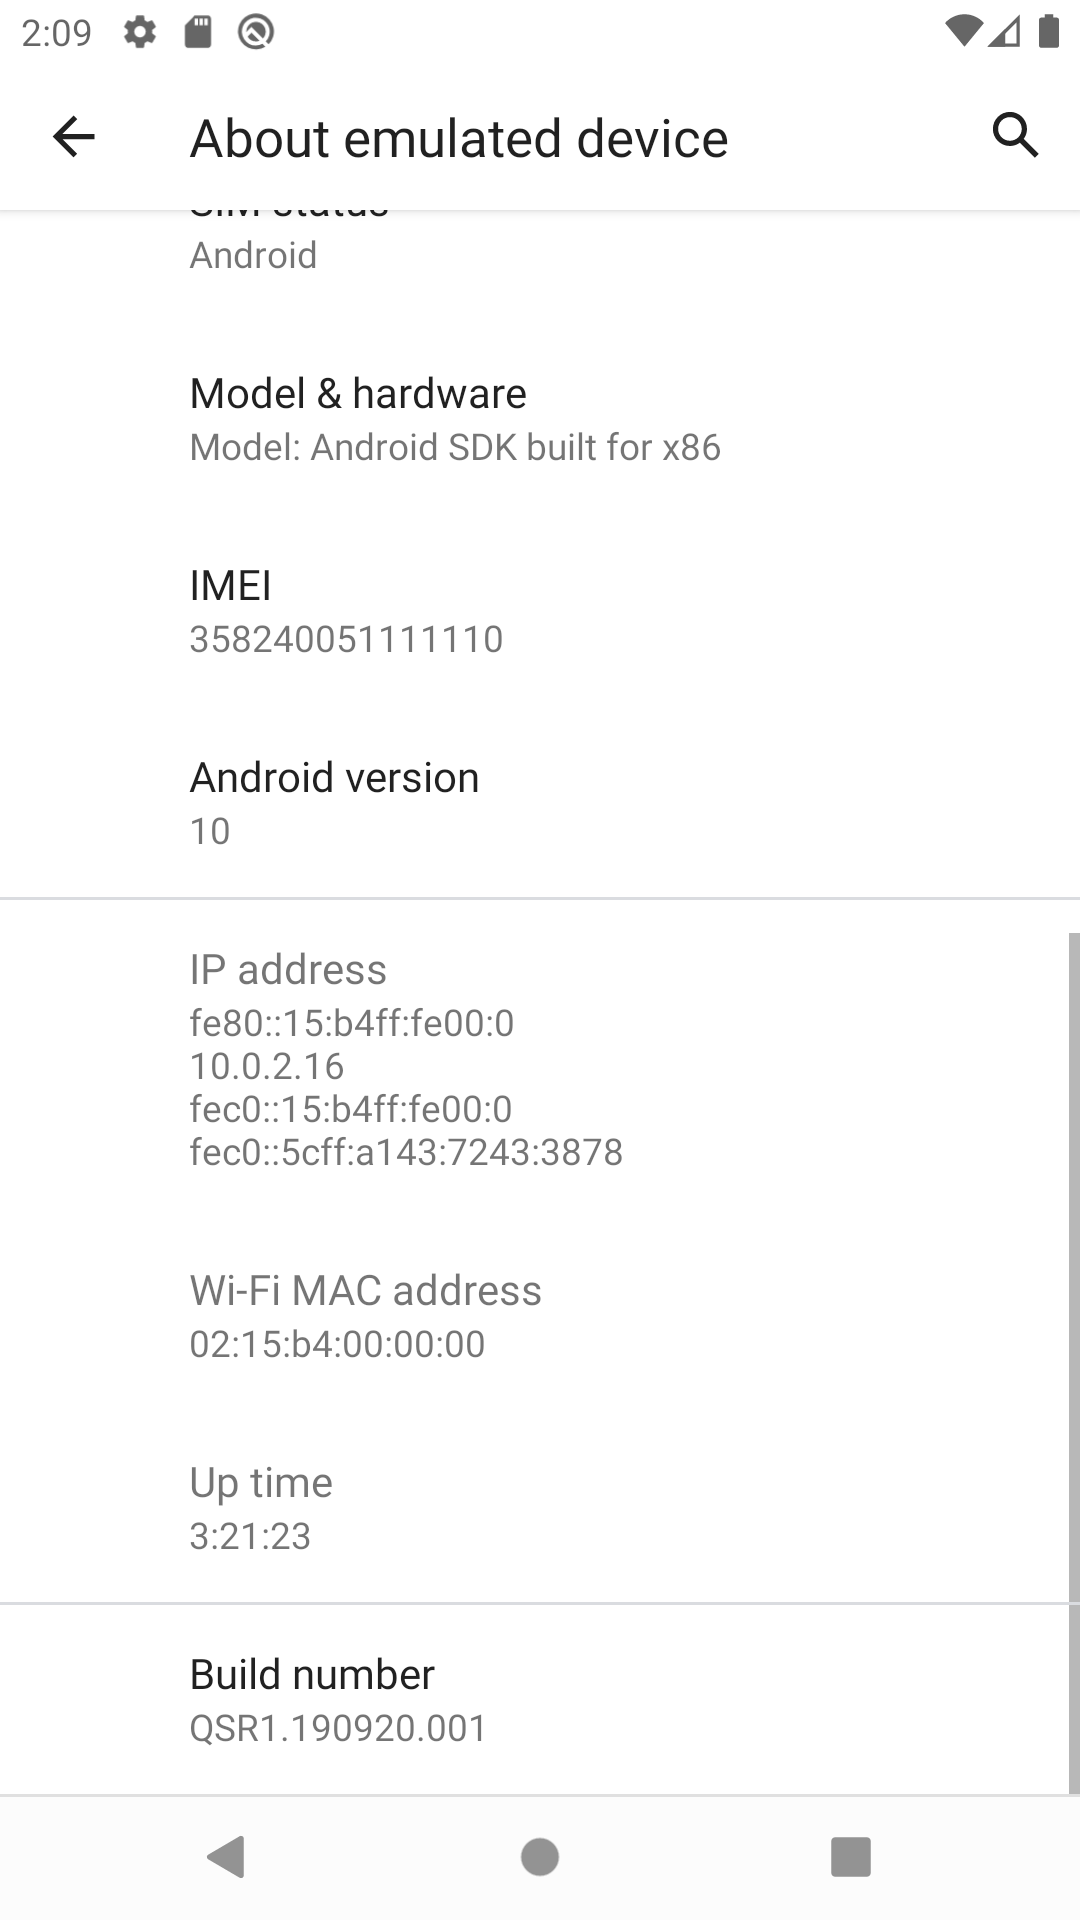 2:09
About emulated device
SIM status
Android
Model & hardware
Model: Android SDK built for x86
IMEI
358240051111110
Android version
10
IP address
fe80::15:b4ff:fe00:0
10.0.2.16
fec0::15:b4ff:fe00:0
fec0::5cff:a143:7243:3878
Wi-Fi MAC address
02:15:b4:00:00:00
Up time
3:21:23
Build number
QSR1.190920.001